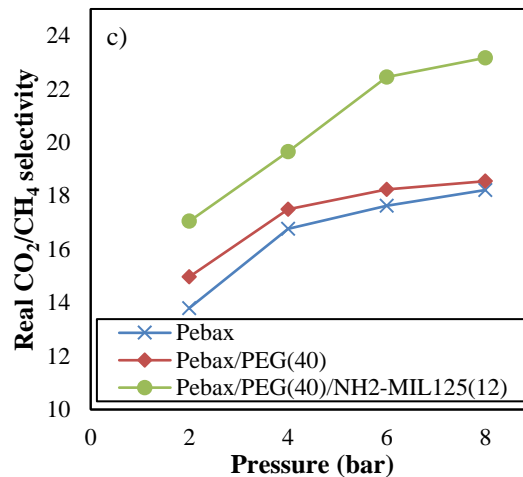 c)
Real CO₂/CH₄ selectivity
24
22
20
18
16
14
12
10
0
2
4
6
8
Pressure (bar)
Pebax
Pebax/PEG(40)
Pebax/PEG(40)/NH2-MIL125(12)